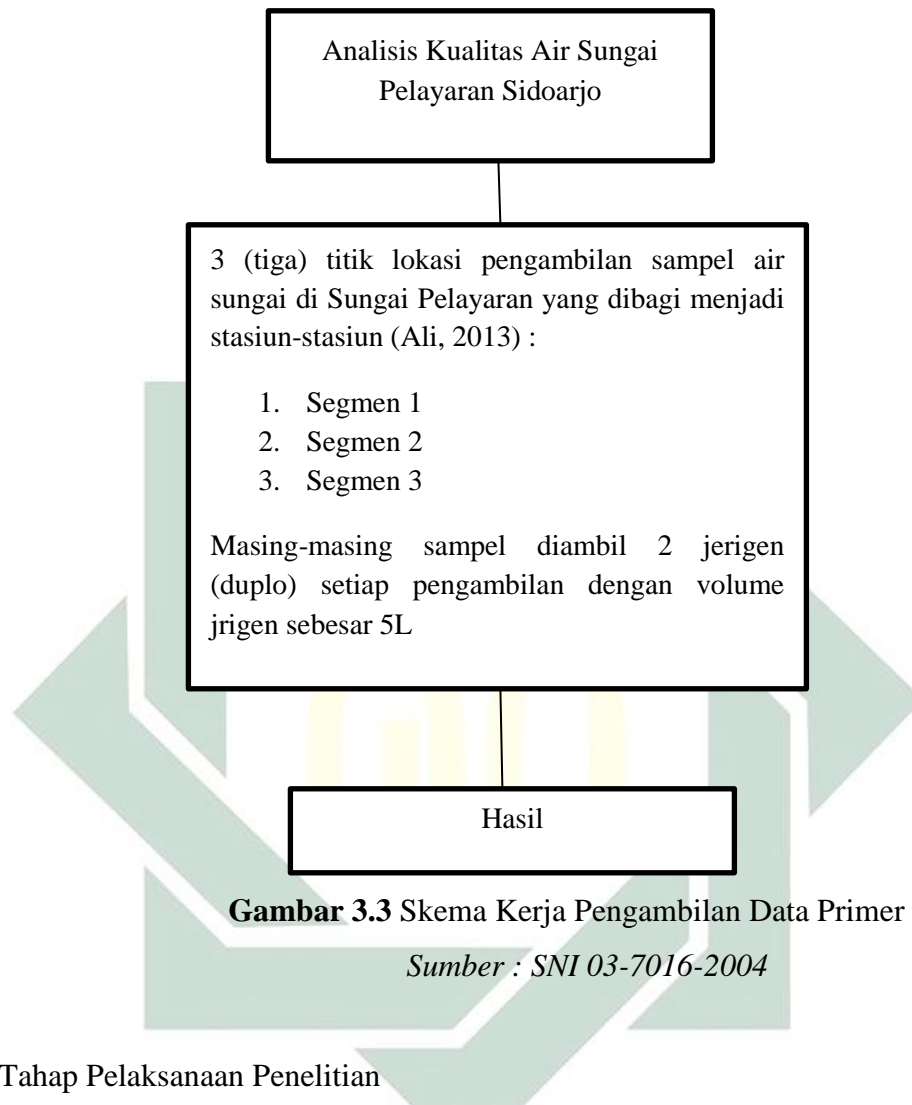 Analisis Kualitas Air Sungai
Pelayaran Sidoarjo
3 (tiga) titik lokasi pengambilan sampel air
sungai di Sungai Pelayaran yang dibagi menjadi
stasiun-stasiun (Ali, 2013) :
1. Segmen 1
2. Segmen 2
3. Segmen 3
Masing-masing sampel diambil 2 jerigen
(duplo) setiap pengambilan dengan volume
jrigen sebesar 5L
Hasil
Gambar 3.3 Skema Kerja Pengambilan Data Primer
Sumber : SNI 03-7016-2004
Tahap Pelaksanaan Penelitian